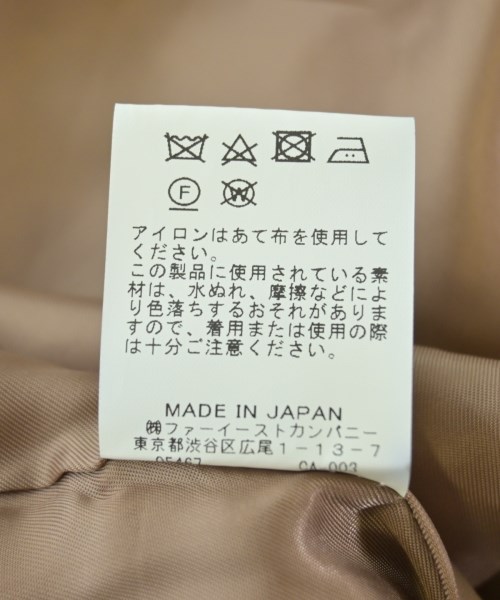 F
W
アイロンはあて布を使用して
ください。
この製品に使用されている素
材は、水ぬれ、摩擦などによ
り色落ちするおそれがありま
すので、着用または使用の際
は十分ご注意ください。
MADE IN JAPAN
㈱ファーイーストカンパニー
東京都渋谷区広尾1-13-7
CA 003